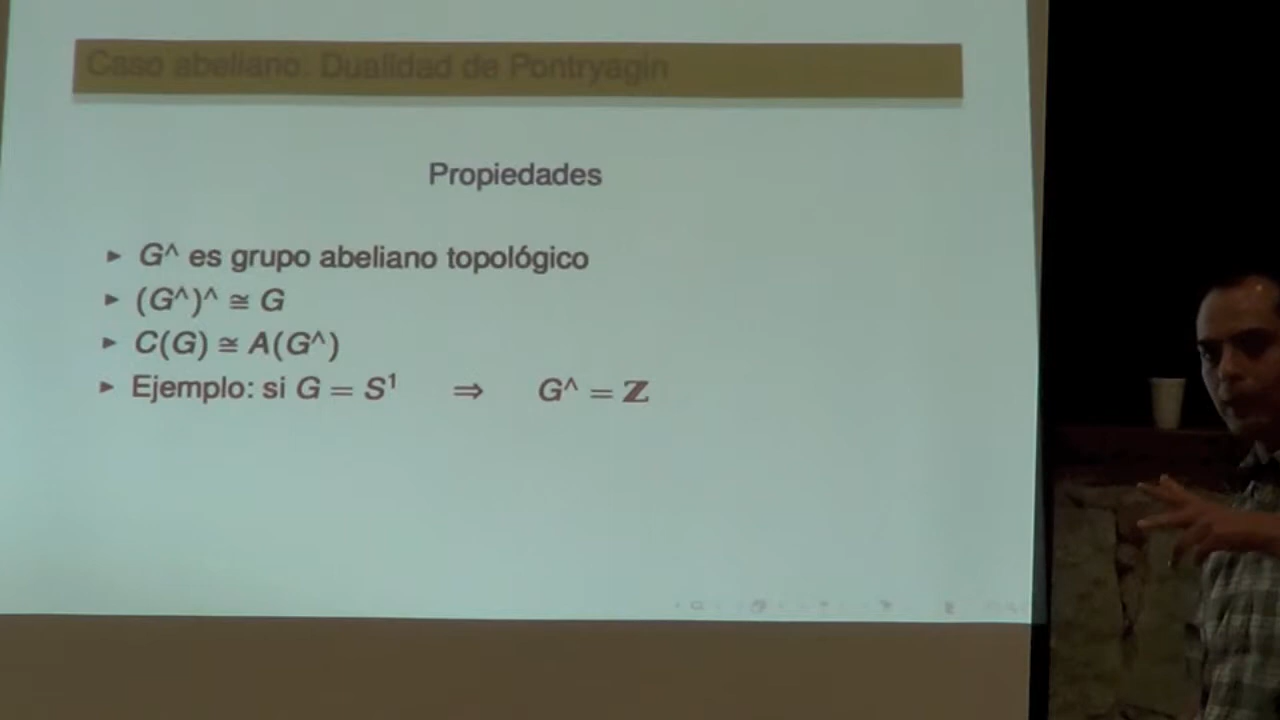 Caso abeliano. Dualidad de Pontryagin
Propiedades
▸ G^ es grupo abeliano topológico
▸ (G^)^ ≅ G
▸ C(G) ≅ A(G^)
▸ Ejemplo: si G = S¹ ⇒ G^ = ℤ